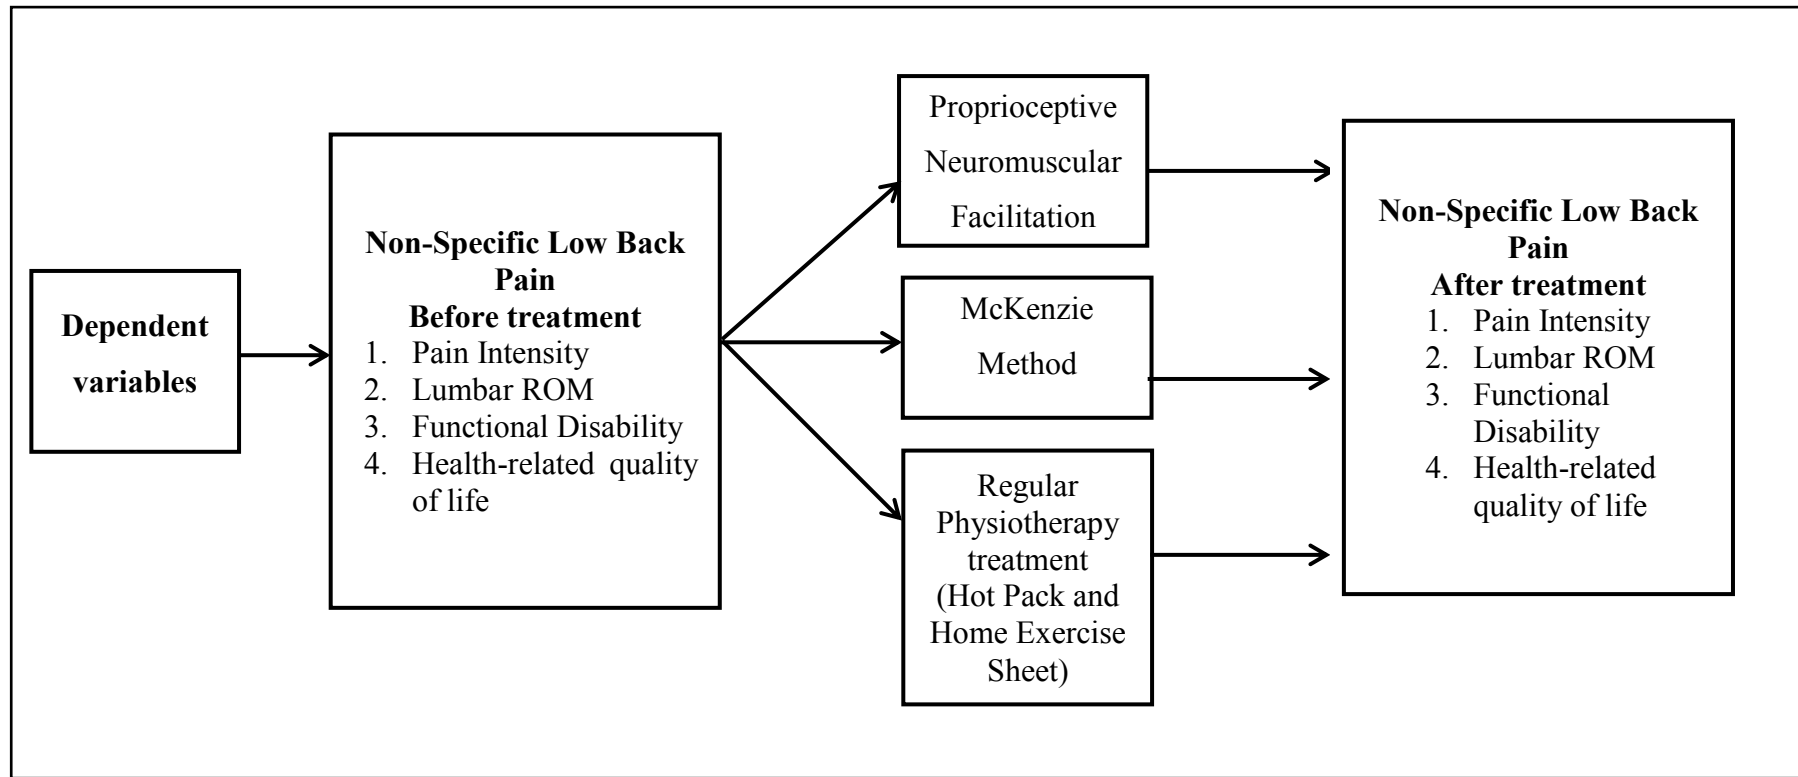 Dependent
variables
Non-Specific Low Back
Pain
Before treatment
1. Pain Intensity
2. Lumbar ROM
3. Functional Disability
4. Health-related quality
of life
Proprioceptive
Neuromuscular
Facilitation
McKenzie
Method
Regular
Physiotherapy
treatment
(Hot Pack and
Home Exercise
Sheet)
Non-Specific Low Back
Pain
After treatment
1. Pain Intensity
2. Lumbar ROM
3. Functional
Disability
4. Health-related
quality of life